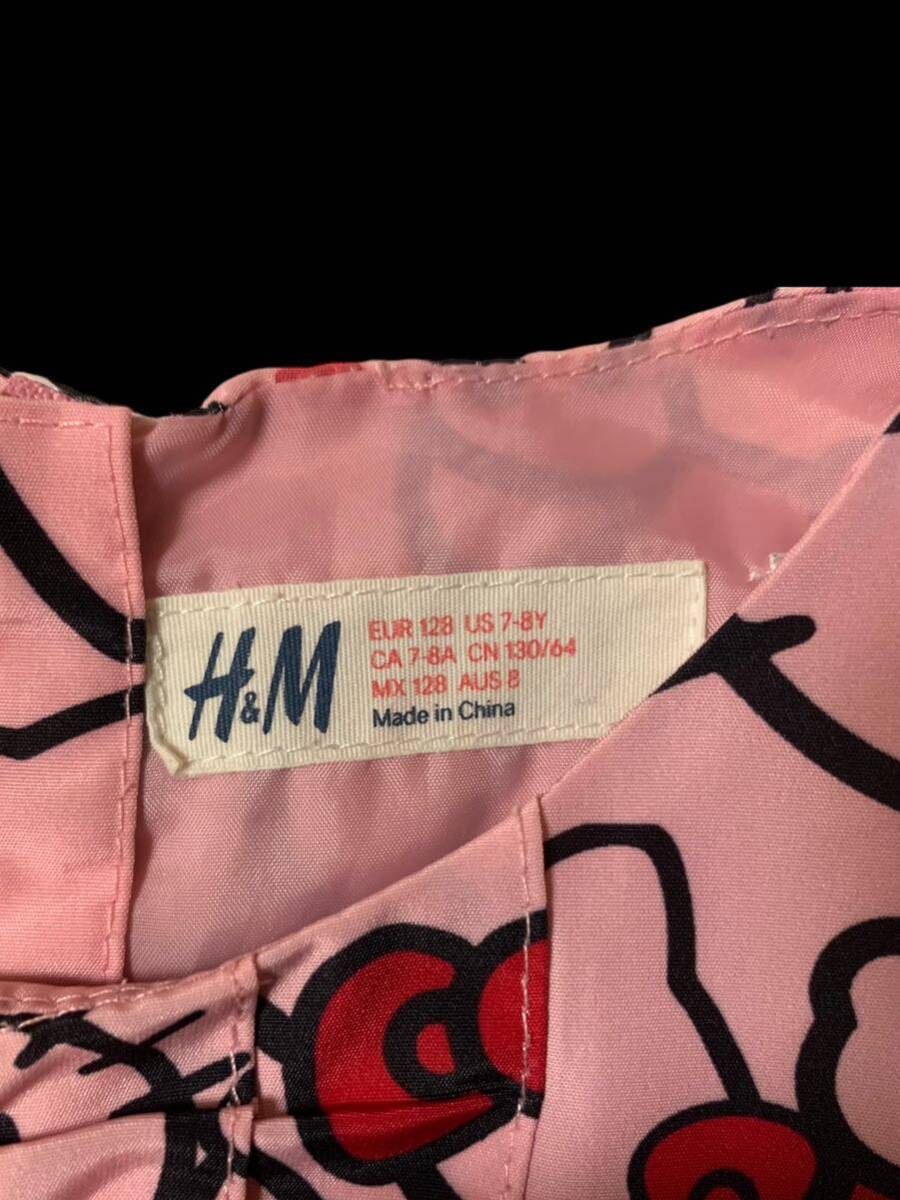 H&M
EUR 128 US 7-8Y
CA 7-8A CN 130/64
MX 128 AUS 8
Made in China